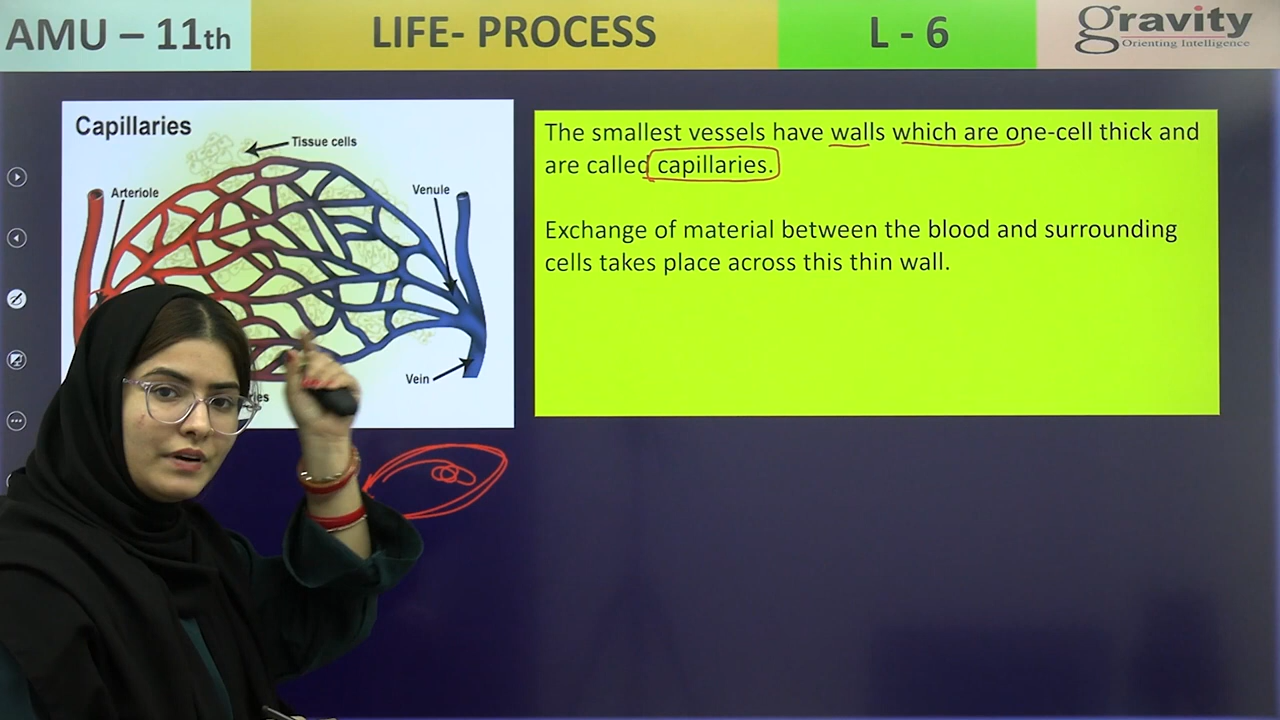 AMU – 11th
LIFE- PROCESS
L - 6
gravity
Orienting Intelligence
Capillaries
Tissue cells
Arteriole
Venule
Vein
The smallest vessels have walls which are one-cell thick and
are called capillaries.
Exchange of material between the blood and surrounding
cells takes place across this thin wall.